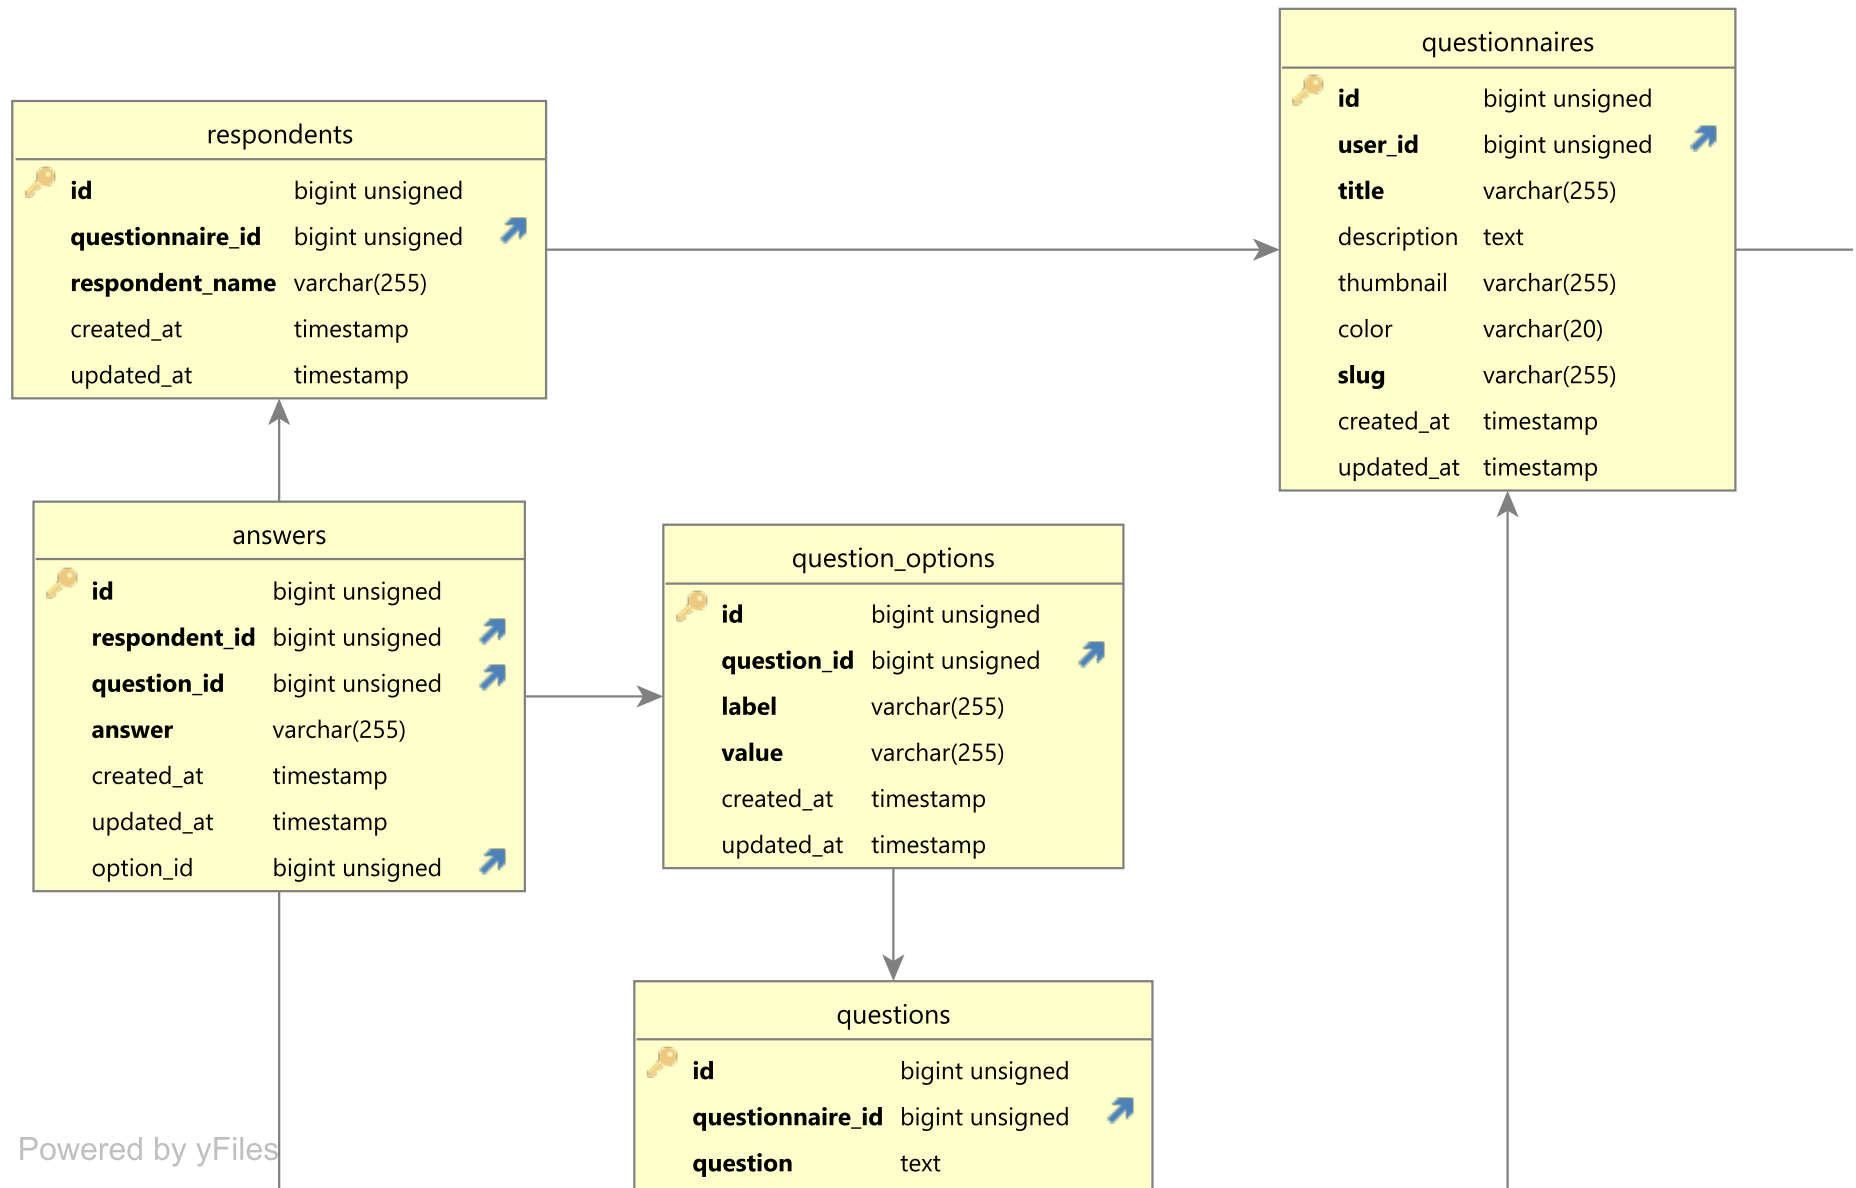 questionnaires
id bigint unsigned
user_id bigint unsigned
title varchar(255)
description text
thumbnail varchar(255)
color varchar(20)
slug varchar(255)
created_at timestamp
updated_at timestamp
respondents
id bigint unsigned
questionnaire_id bigint unsigned
respondent_name varchar(255)
created_at timestamp
updated_at timestamp
answers
id bigint unsigned
respondent_id bigint unsigned
question_id bigint unsigned
answer varchar(255)
created_at timestamp
updated_at timestamp
option_id bigint unsigned
question_options
id bigint unsigned
question_id bigint unsigned
label varchar(255)
value varchar(255)
created_at timestamp
updated_at timestamp
questions
id bigint unsigned
questionnaire_id bigint unsigned
question text
Powered by yFiles